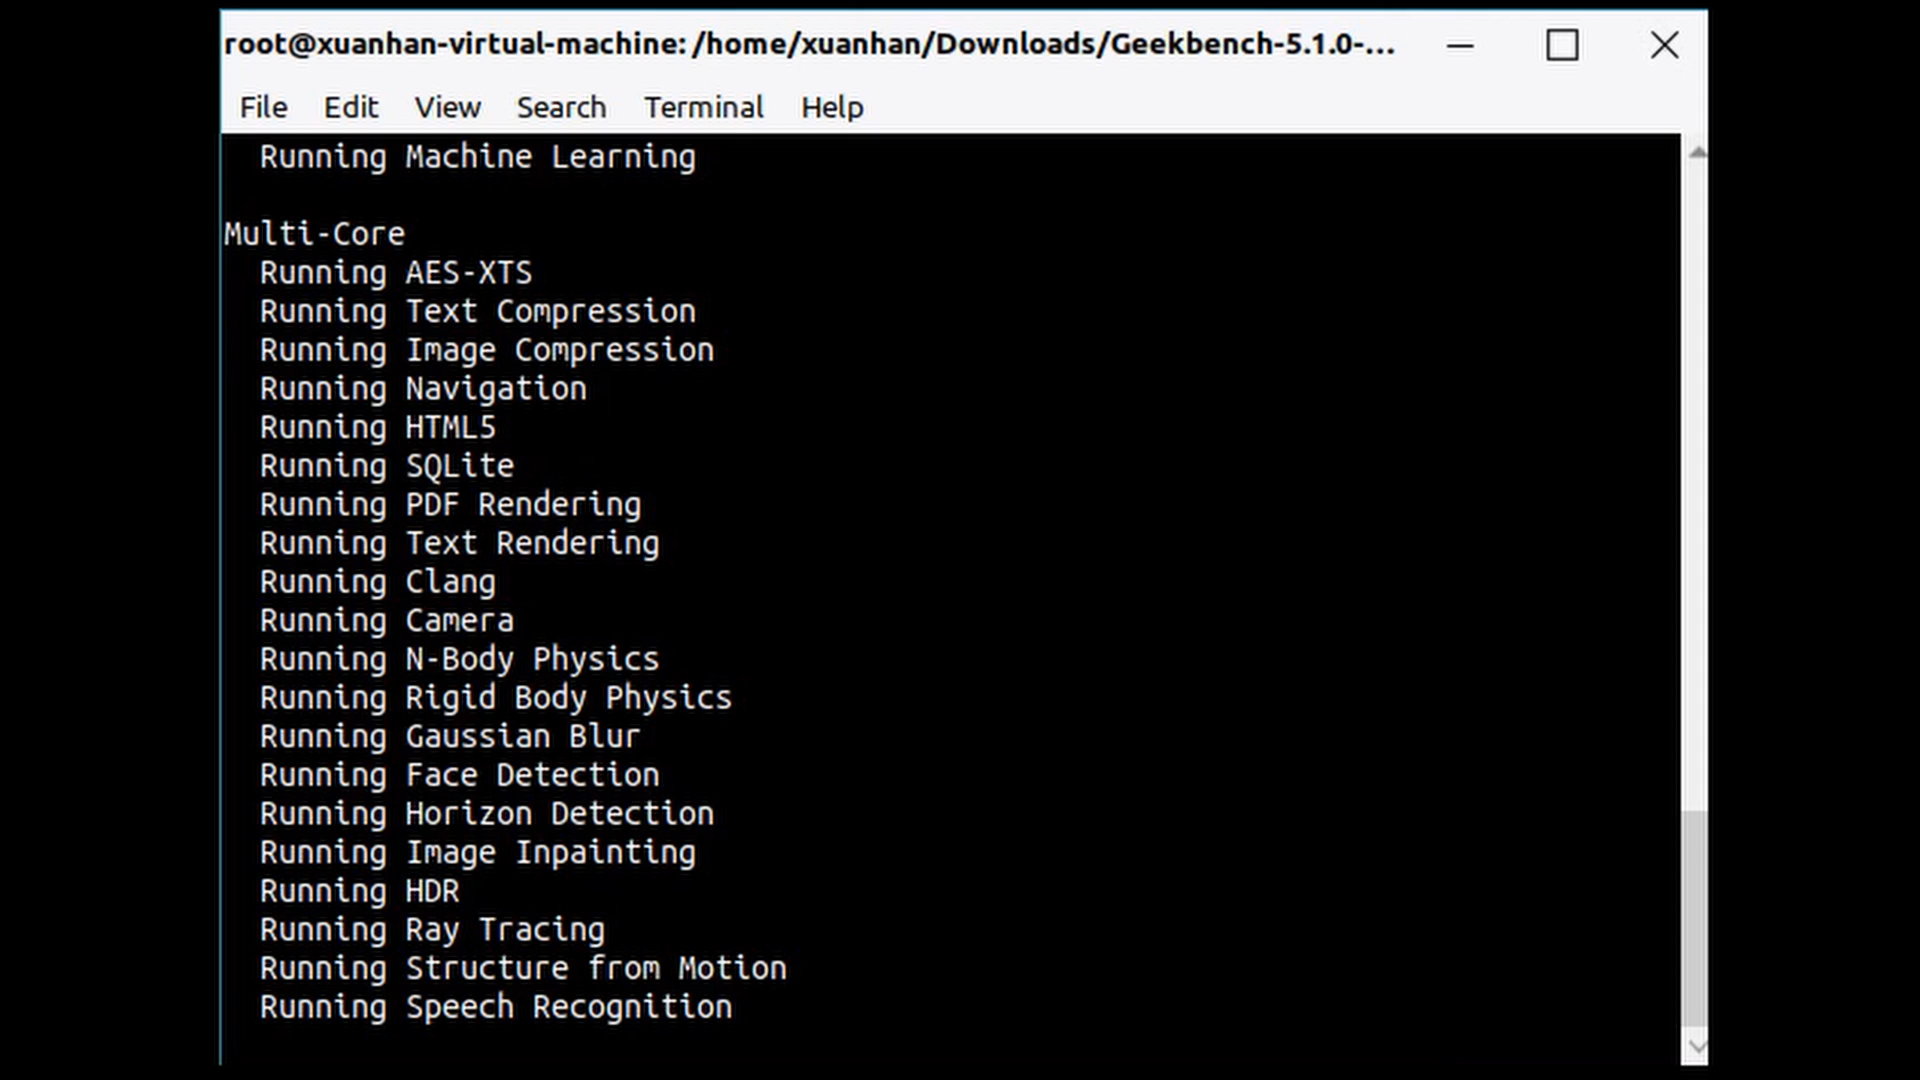 root@xuanhan-virtual-machine: /home/xuanhan/Downloads/Geekbench-5.1.0-...
File Edit View Search Terminal Help
Running Machine Learning
Multi-Core
Running AES-XTS
Running Text Compression
Running Image Compression
Running Navigation
Running HTML5
Running SQLite
Running PDF Rendering
Running Text Rendering
Running Clang
Running Camera
Running N-Body Physics
Running Rigid Body Physics
Running Gaussian Blur
Running Face Detection
Running Horizon Detection
Running Image Inpainting
Running HDR
Running Ray Tracing
Running Structure from Motion
Running Speech Recognition